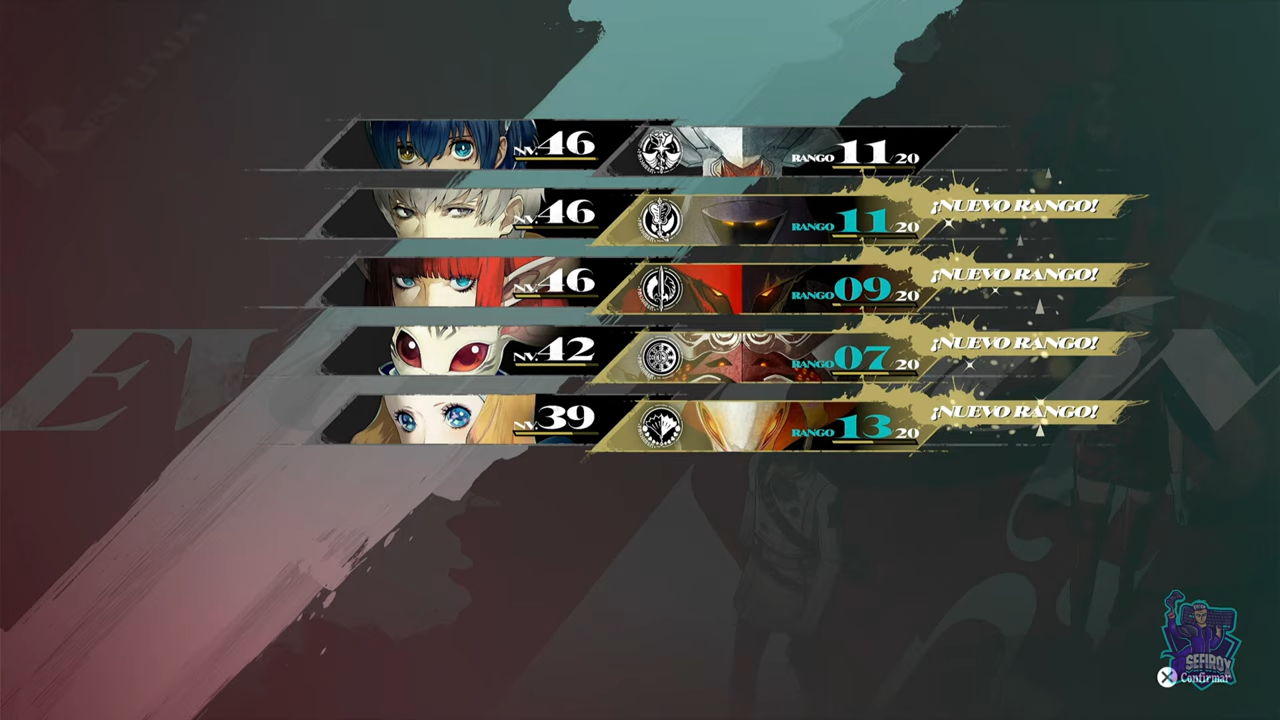 NV. 46 RANGO 11/20
NV. 46 RANGO 11/20 ¡NUEVO RANGO!
NV. 46 RANGO 09/20 ¡NUEVO RANGO!
NV. 42 RANGO 07/20 ¡NUEVO RANGO!
NV. 39 RANGO 13/20 ¡NUEVO RANGO!
SEFIROX
Confirmar